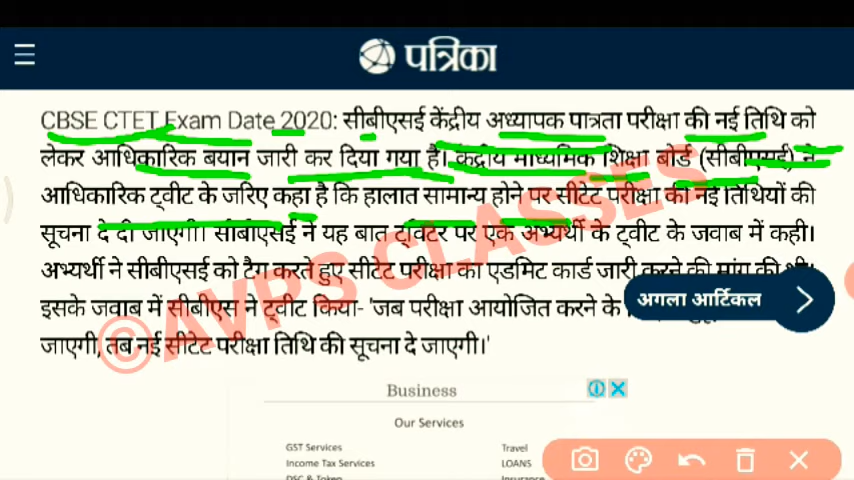 पत्रिका
CBSE CTET Exam Date 2020: सीबीएसई केंद्रीय अध्यापक पात्रता परीक्षा की नई तिथि को
लेकर आधिकारिक बयान जारी कर दिया गया है। केंद्रीय माध्यमिक शिक्षा बोर्ड (सीबीएसई) ने
आधिकारिक ट्वीट के जरिए कहा है कि हालात सामान्य होने पर सीटेट परीक्षा की नई तिथियों की
सूचना दे दी जाएगी। सीबीएसई ने यह बात ट्विटर पर एक अभ्यर्थी के ट्वीट के जवाब में कही।
अभ्यर्थी ने सीबीएसई को टैग करते हुए सीटेट परीक्षा का एडमिट कार्ड जारी करने की मांग की थी।
इसके जवाब में सीबीएस ने ट्वीट किया- 'जब परीक्षा आयोजित करने के
अगला आर्टिकल
जाएगी, तब नई सीटेट परीक्षा तिथि की सूचना दे जाएगी।'
©AVPS CLASSES
Business
Our Services
GST Services Travel
Income Tax Services LOANS
DSC & Token Insurance